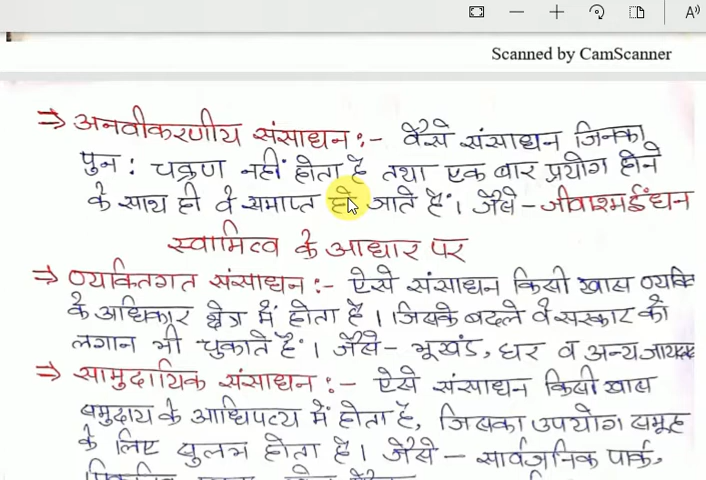 A
Scanned by CamScanner
⇒ अनवीकरणीय संसाधन :- वैसे संसाधन जिनका
पुन: चक्रण नहीं होता है तथा एक बार प्रयोग होने
के साथ ही वे समाप्त हो जाते हैं। जैसे - जीवाश्म ईंधन
स्वामित्व के आधार पर
⇒ व्यक्तिगत संसाधन :- ऐसे संसाधन किसी खास व्यक्ति
के अधिकार क्षेत्र में होता है। जिसके बदले वे सरकार को
लगान भी चुकाते हैं। जैसे - भूखंड, घर व अन्य जायदाद
⇒ सामुदायिक संसाधन :- ऐसे संसाधन किसी खास
समुदाय के आधिपत्य में होता है, जिसका उपयोग समूह
के लिए सुलभ होता है। जैसे - सार्वजनिक पार्क,